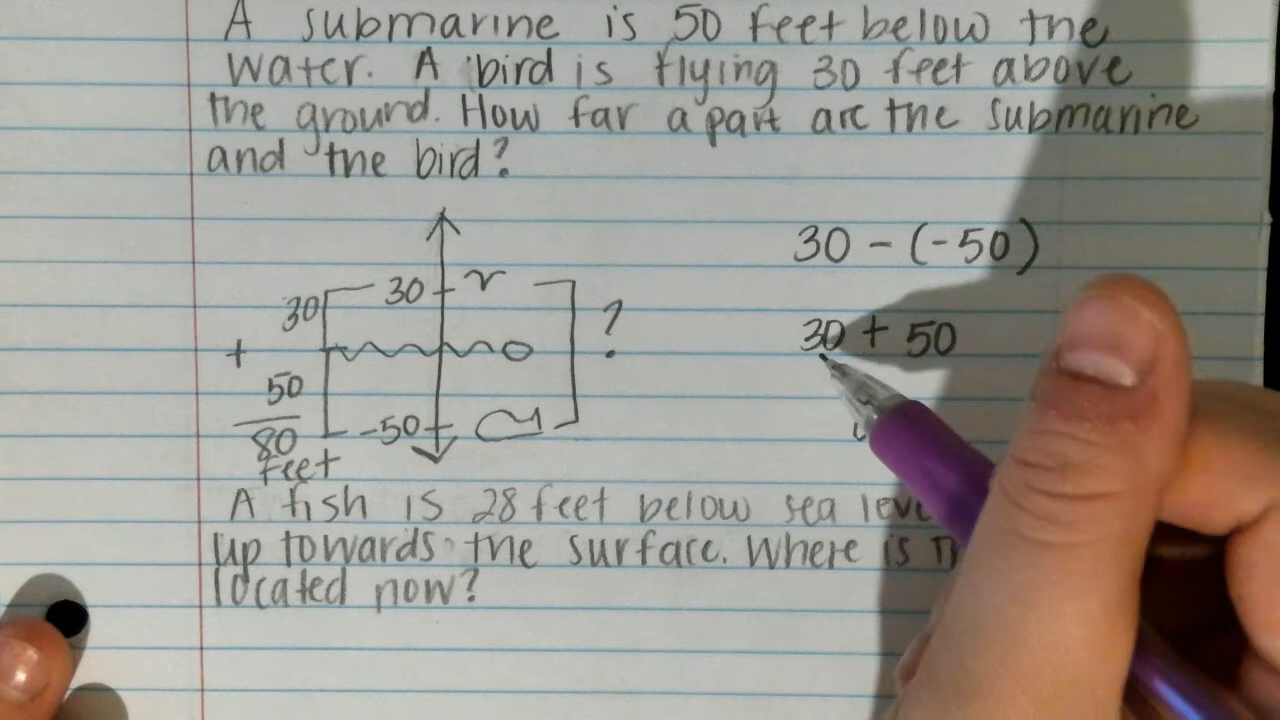 A submarine is 50 feet below the
water. A bird is flying 30 feet above
the ground. How far apart are the submarine
and the bird?
30 - (-50)
30 30
?
30 + 50
+ 0
50
-50
80
feet
A fish is 28 feet below sea
up towards the surface. Where is
located now?